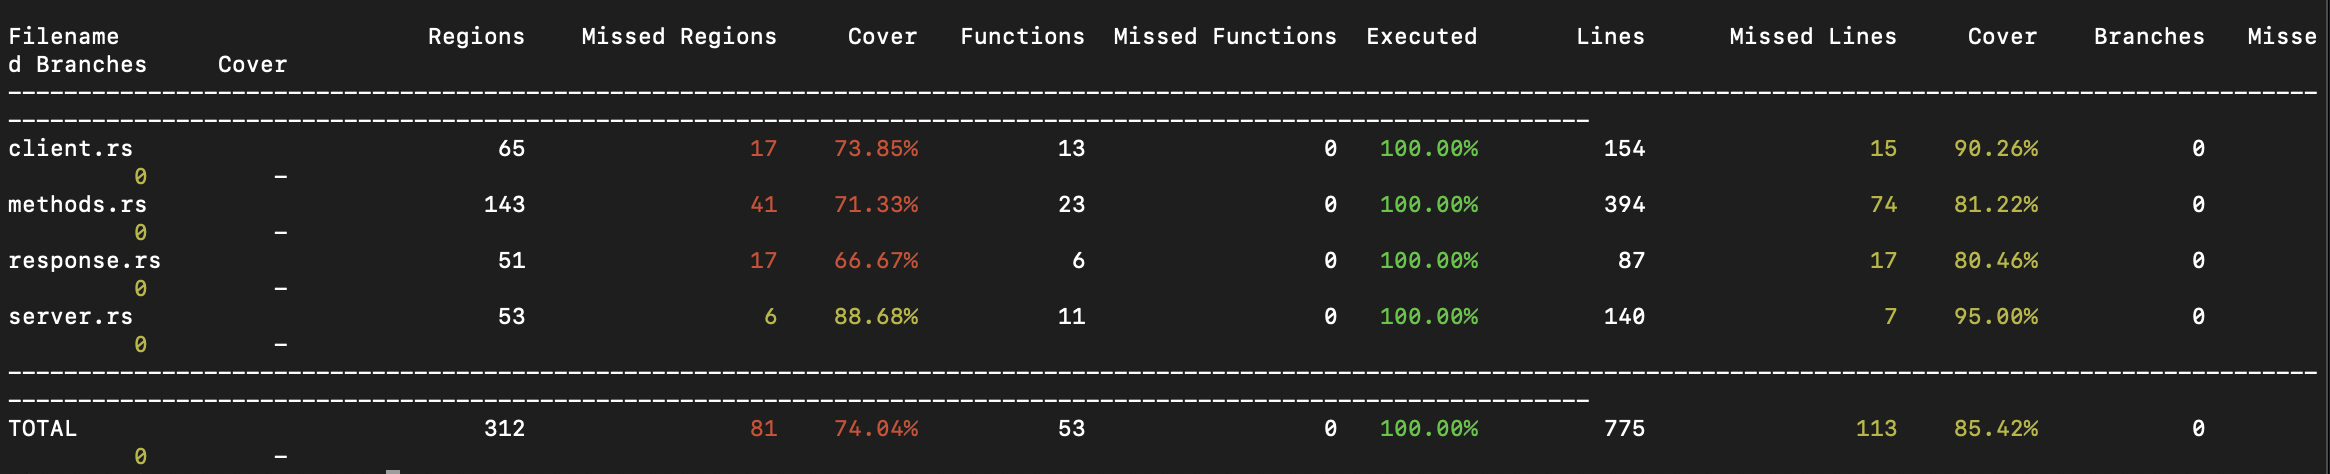 Filename Regions Missed Regions Cover Functions Missed Functions Executed Lines Missed Lines Cover Branches Misse
d Branches Cover
--------------------------------------------------------------------------------------------------------------------------------------------------------------------
----------------------------------------------------------------------------------------------------------------
client.rs 65 17 73.85% 13 0 100.00% 154 15 90.26% 0
0 -
methods.rs 143 41 71.33% 23 0 100.00% 394 74 81.22% 0
0 -
response.rs 51 17 66.67% 6 0 100.00% 87 17 80.46% 0
0 -
server.rs 53 6 88.68% 11 0 100.00% 140 7 95.00% 0
0 -
--------------------------------------------------------------------------------------------------------------------------------------------------------------------
----------------------------------------------------------------------------------------------------------------
TOTAL 312 81 74.04% 53 0 100.00% 775 113 85.42% 0
0 -